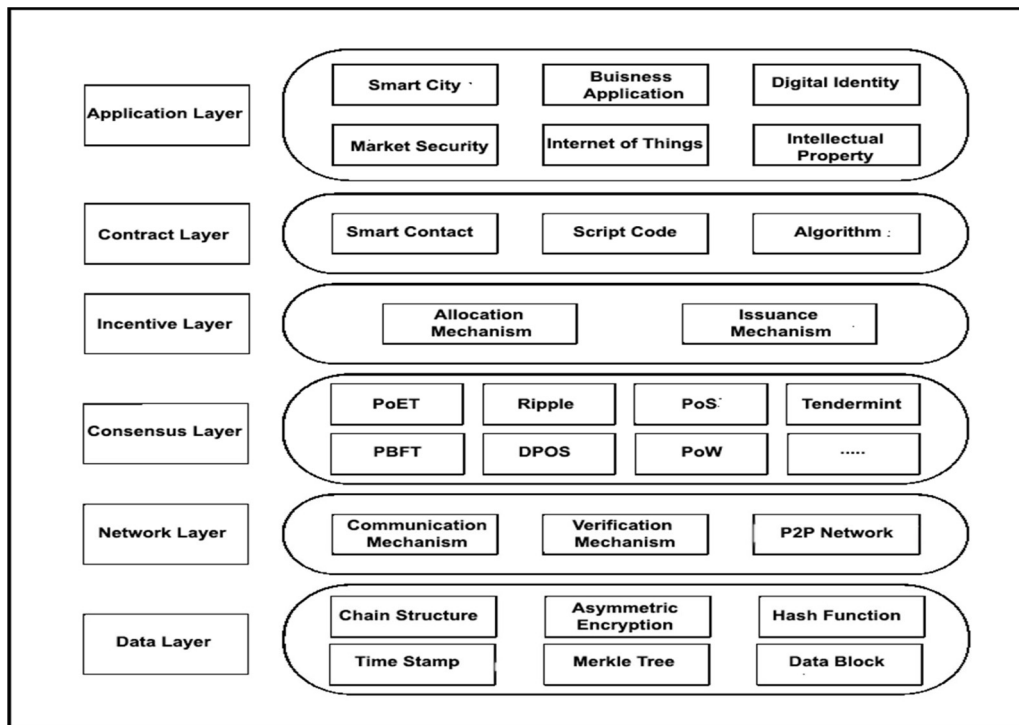 Application Layer
Smart City
Buisness
Application
Digital Identity
Market Security
Internet of Things
Intellectual
Property
Contract Layer
Smart Contact
Script Code
Algorithm
Incentive Layer
Allocation
Mechanism
Issuance
Mechanism
Consensus Layer
PoET
Ripple
PoS
Tendermint
PBFT
DPOS
PoW
.....
Network Layer
Communication
Mechanism
Verification
Mechanism
P2P Network
Data Layer
Chain Structure
Asymmetric
Encryption
Hash Function
Time Stamp
Merkle Tree
Data Block